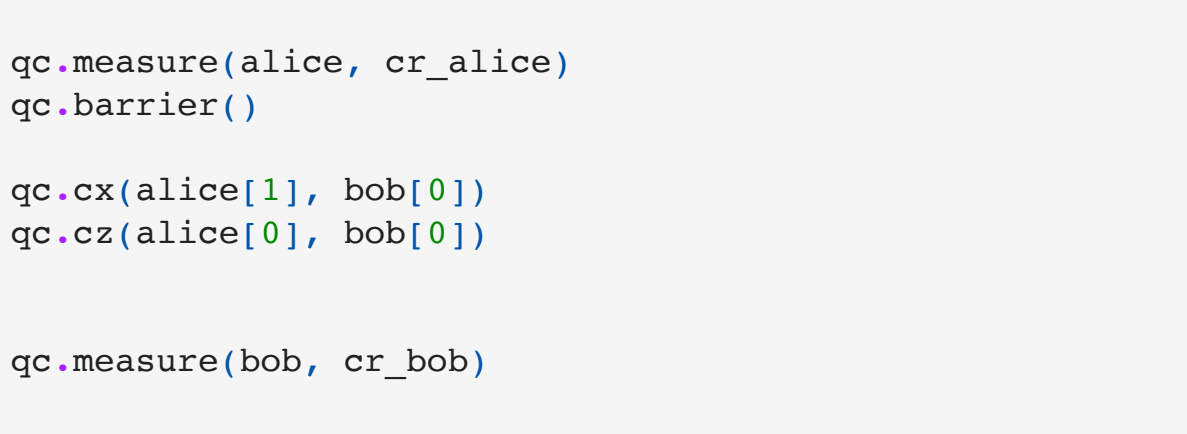 qc.measure(alice, cr_alice)
qc.barrier()
qc.cx(alice[1], bob[0])
qc.cz(alice[0], bob[0])
qc.measure(bob, cr_bob)